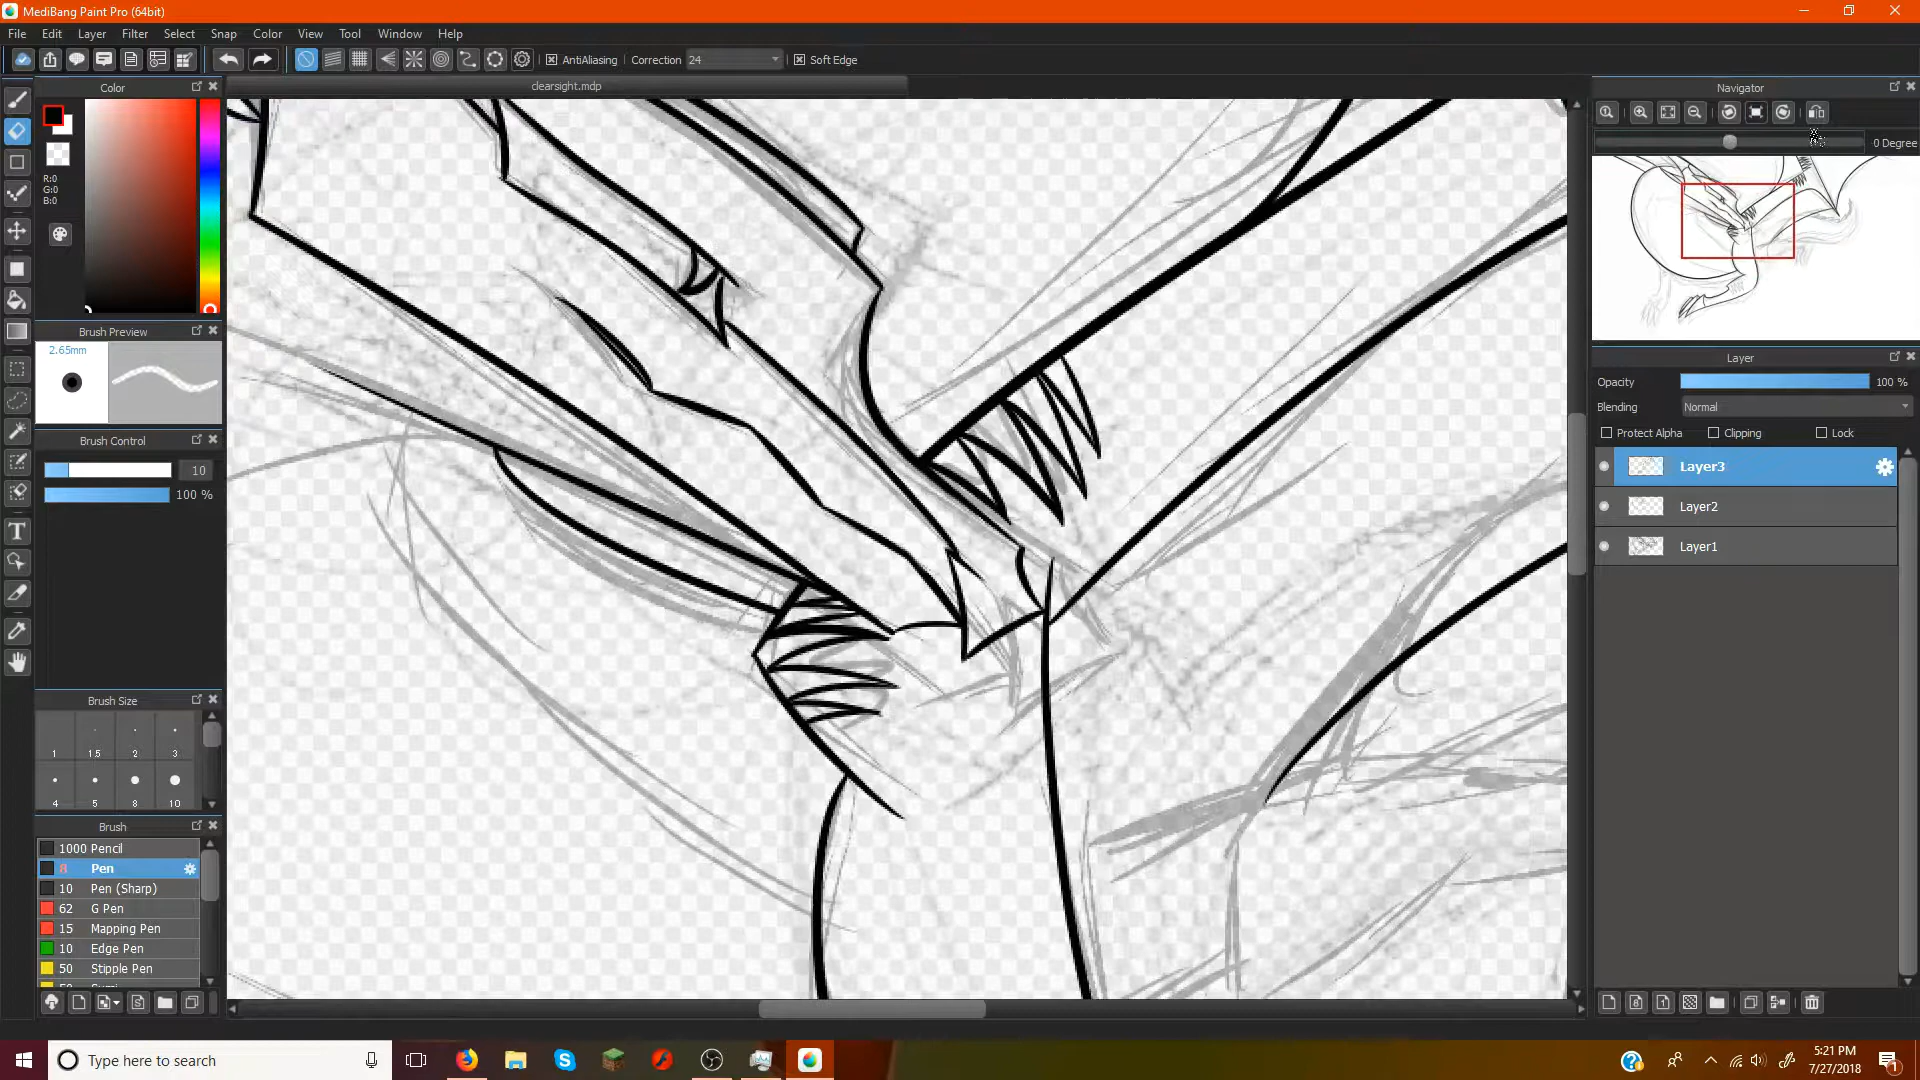 MediBang Paint Pro (64bit)
File Edit Layer Filter Select Snap Color View Tool Window Help
AntiAliasing Correction 24 Soft Edge
Color
clearsight.mdp
Navigator
0 Degree
R:0
G:0
B:0
Brush Preview
2.65mm
Layer
Opacity 100 %
Blending Normal
Protect Alpha Clipping Lock
Brush Control
10
100 %
Layer3
Layer2
Layer1
Brush Size
1 1.5 2 3
4 5 8 10
Brush
1000 Pencil
8 Pen
10 Pen (Sharp)
62 G Pen
15 Mapping Pen
10 Edge Pen
50 Stipple Pen
Type here to search
5:21 PM
7/27/2018